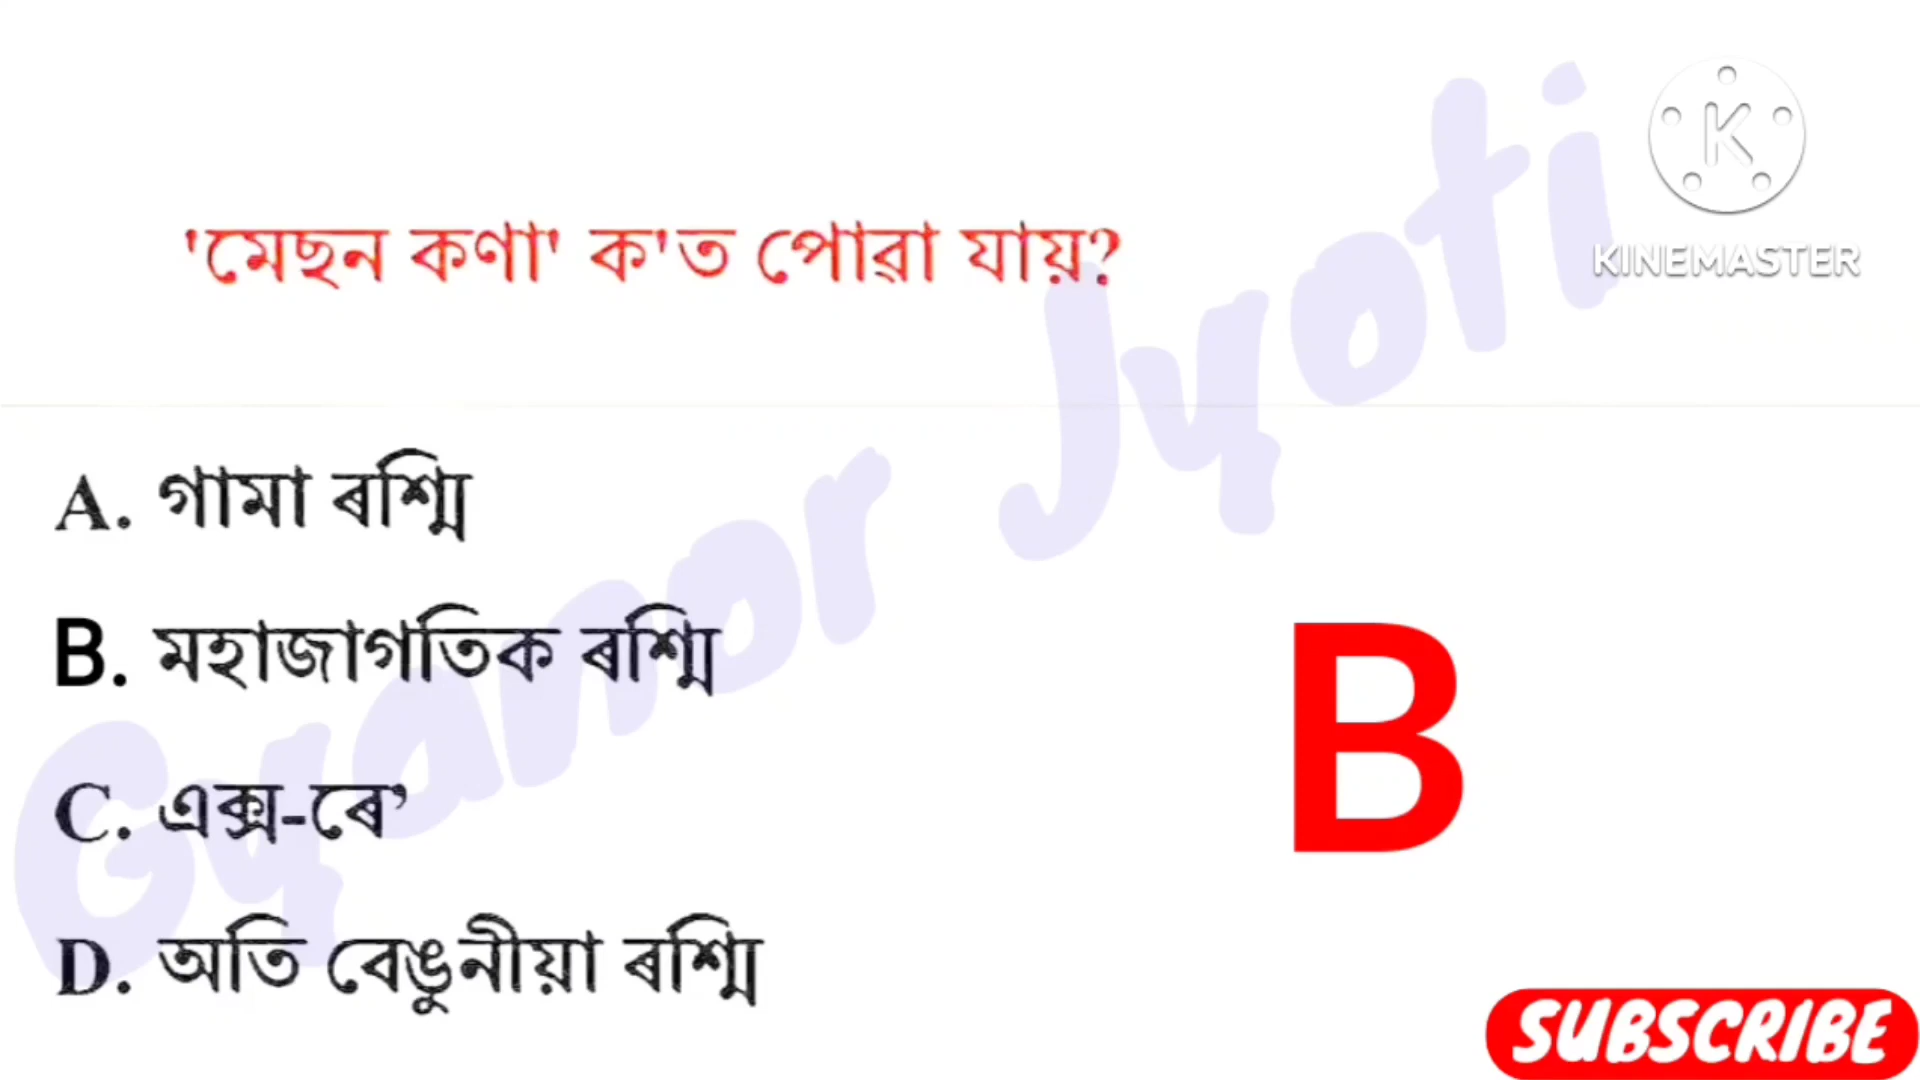 'মেছন কণা' ক'ত পোৱা যায়?
A. গামা ৰশ্মি
B. মহাজাগতিক ৰশ্মি
C. এক্স-ৰে’
D. অতি বেঙুনীয়া ৰশ্মি
B
Gyanor Jyoti
K
KINEMASTER
SUBSCRIBE